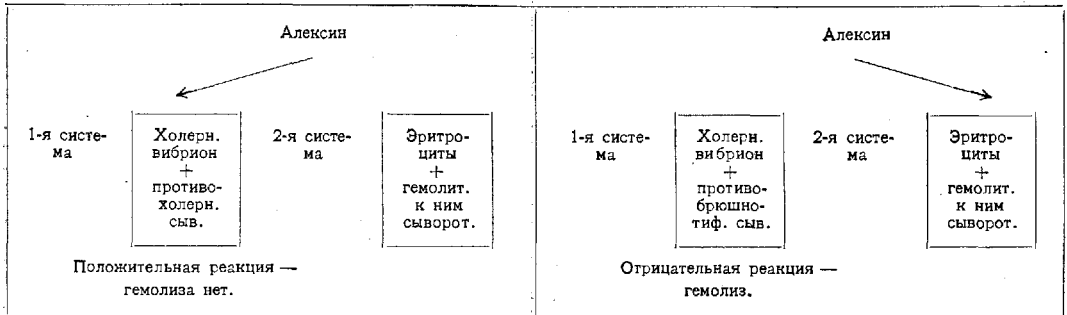 Алексин
1-я систе-
ма
Холерн.
вибрион
+
противо-
холерн.
сыв.
2-я систе-
ма
Эритро-
циты
+
гемолит.
к ним
сыворот.
Положительная реакция —
гемолиза нет.
Алексин
1-я систе-
ма
Холерн.
вибрион
+
противо-
брюшно-
тиф. сыв.
2-я систе-
ма
Эритро-
циты
+
гемолит.
к ним
сыворот.
Отрицательная реакция —
гемолиз.